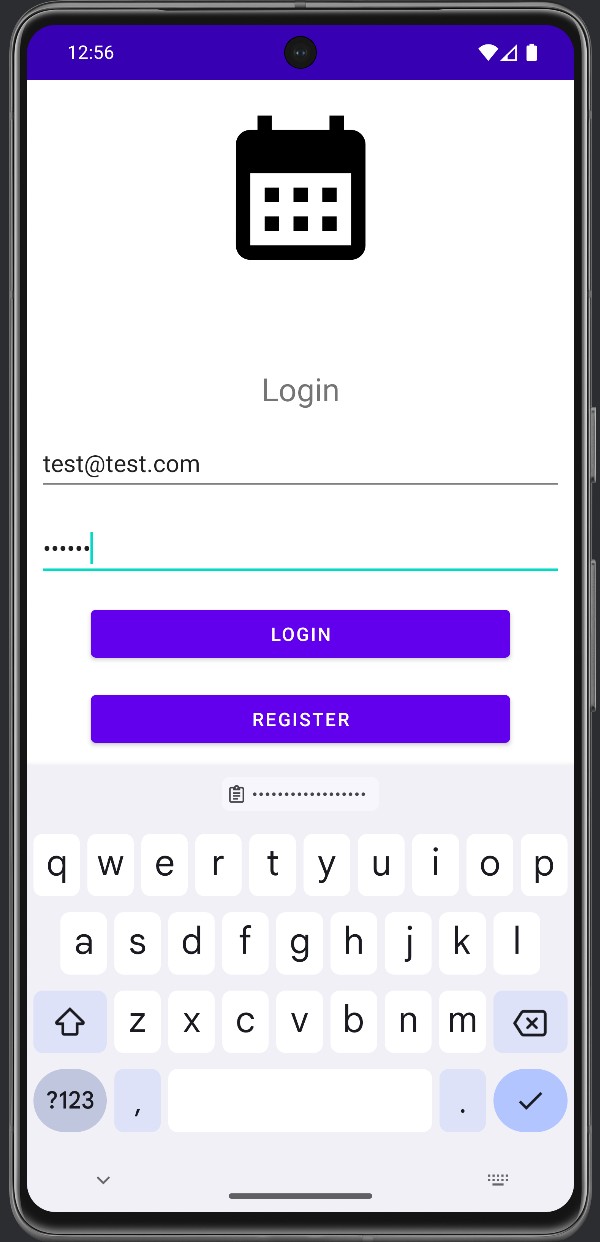 12:56
Login
test@test.com
••••••
LOGIN
REGISTER
••••••••••••••••••
q w e r t y u i o p
a s d f g h j k l
z x c v b n m
?123 , .